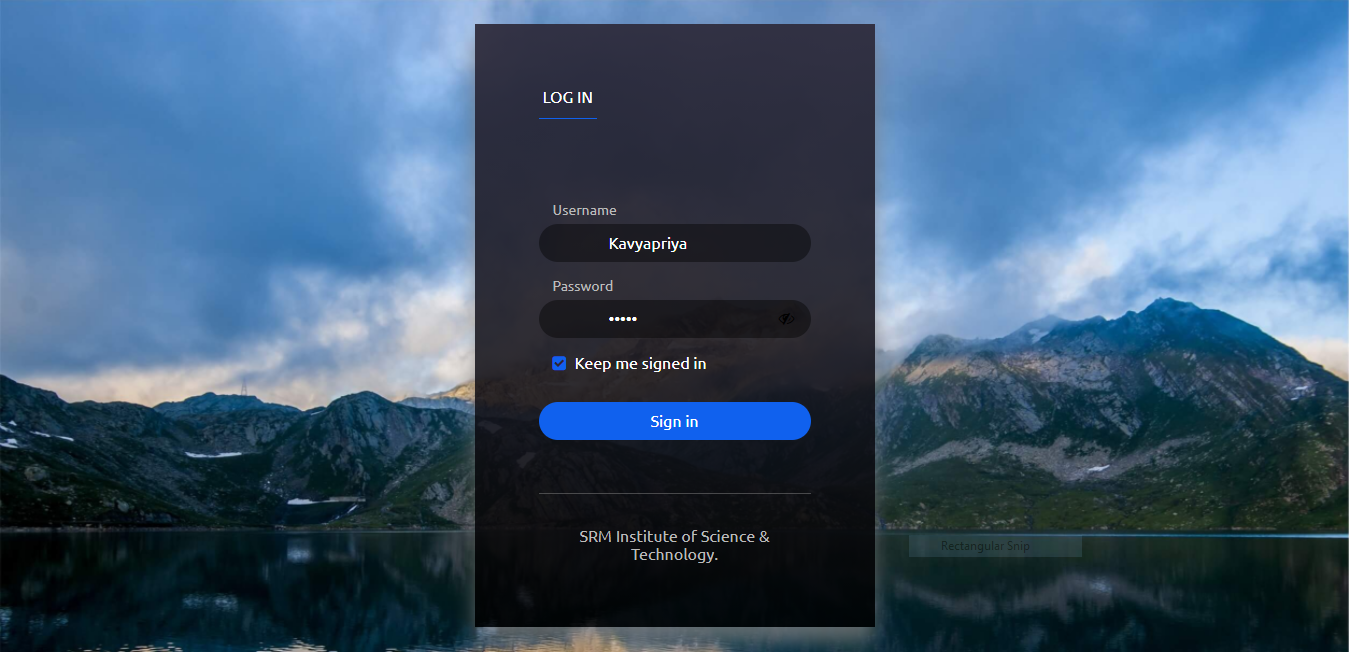 LOG IN
Username
Kavyapriya
Password
•••••
Keep me signed in
Sign in
SRM Institute of Science &
Technology.
Rectangular Snip